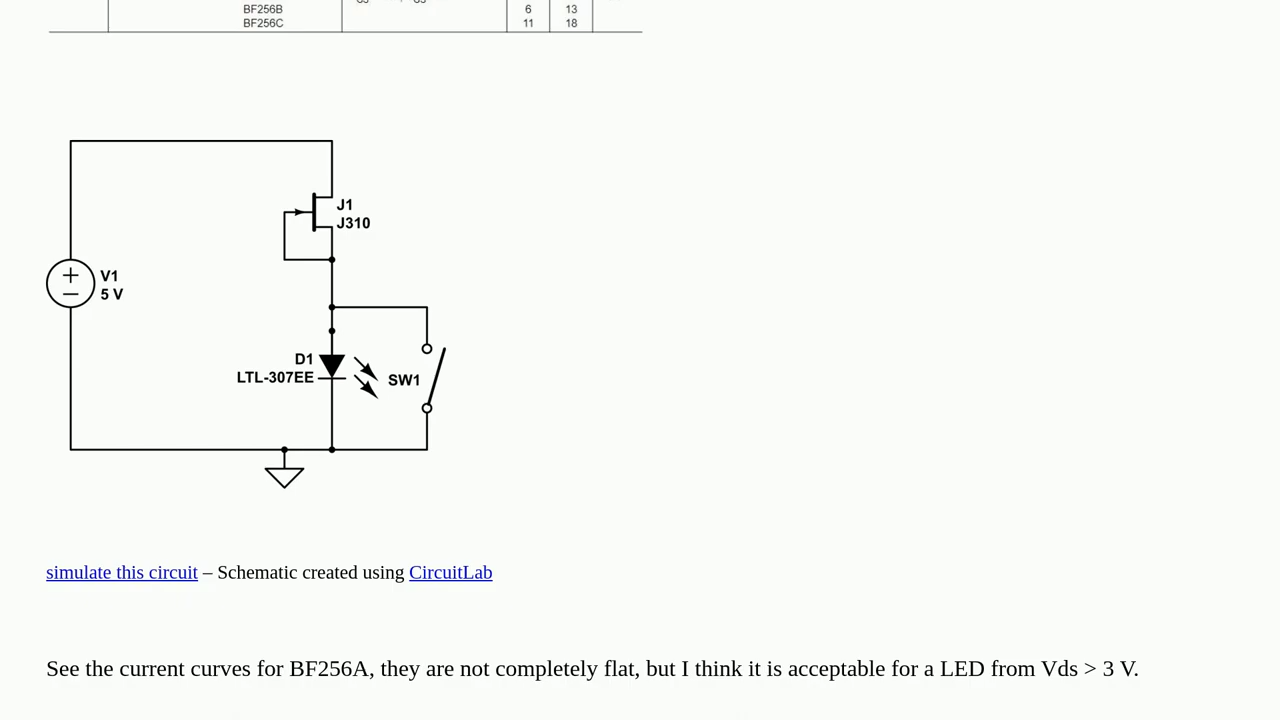 BF256B 6 13
BF256C 11 18
J1
J310
V1
5 V
D1
LTL-307EE
SW1
simulate this circuit – Schematic created using CircuitLab
See the current curves for BF256A, they are not completely flat, but I think it is acceptable for a LED from Vds > 3 V.